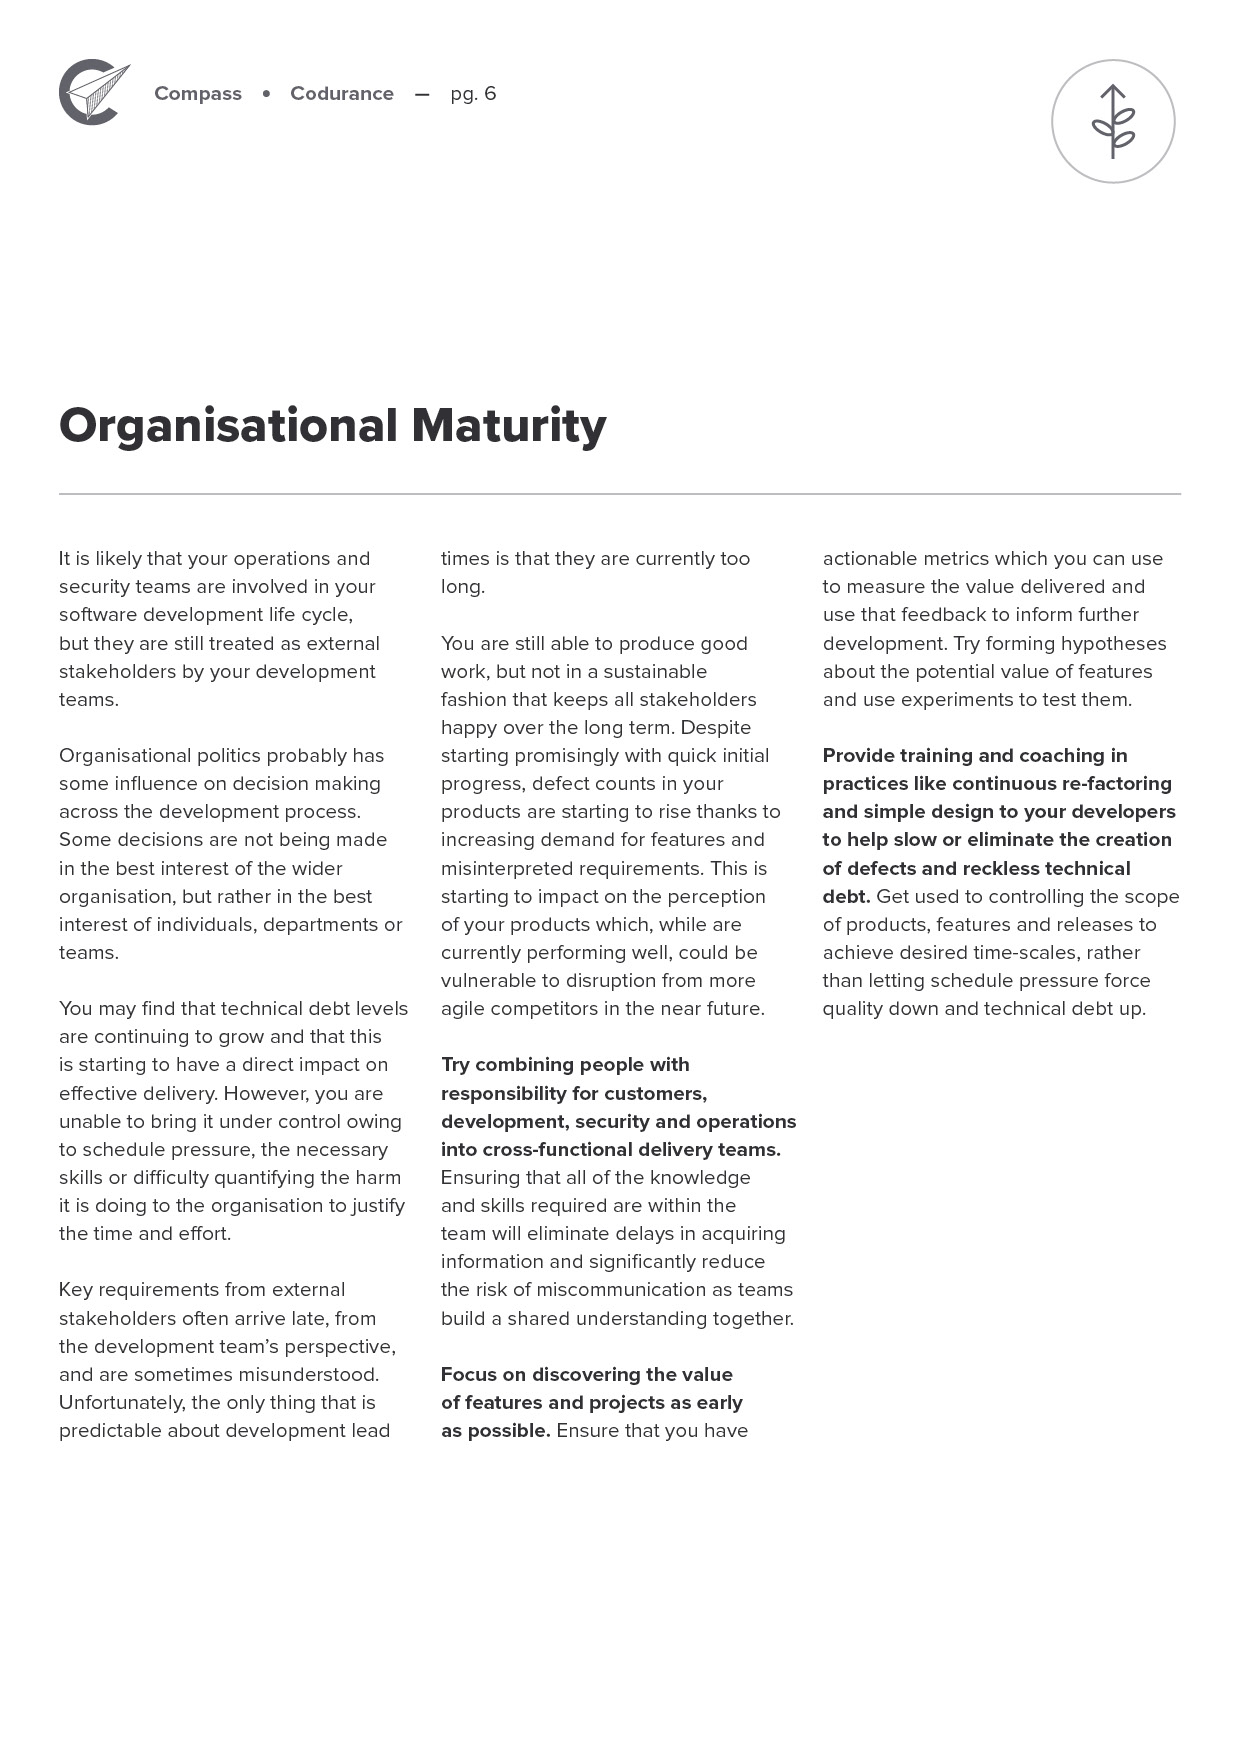 Compass • Codurance — pg. 6
Organisational Maturity
It is likely that your operations and
security teams are involved in your
software development life cycle,
but they are still treated as external
stakeholders by your development
teams.
Organisational politics probably has
some influence on decision making
across the development process.
Some decisions are not being made
in the best interest of the wider
organisation, but rather in the best
interest of individuals, departments or
teams.
You may find that technical debt levels
are continuing to grow and that this
is starting to have a direct impact on
effective delivery. However, you are
unable to bring it under control owing
to schedule pressure, the necessary
skills or difficulty quantifying the harm
it is doing to the organisation to justify
the time and effort.
Key requirements from external
stakeholders often arrive late, from
the development team’s perspective,
and are sometimes misunderstood.
Unfortunately, the only thing that is
predictable about development lead
times is that they are currently too
long.
You are still able to produce good
work, but not in a sustainable
fashion that keeps all stakeholders
happy over the long term. Despite
starting promisingly with quick initial
progress, defect counts in your
products are starting to rise thanks to
increasing demand for features and
misinterpreted requirements. This is
starting to impact on the perception
of your products which, while are
currently performing well, could be
vulnerable to disruption from more
agile competitors in the near future.
Try combining people with
responsibility for customers,
development, security and operations
into cross-functional delivery teams.
Ensuring that all of the knowledge
and skills required are within the
team will eliminate delays in acquiring
information and significantly reduce
the risk of miscommunication as teams
build a shared understanding together.
Focus on discovering the value
of features and projects as early
as possible. Ensure that you have
actionable metrics which you can use
to measure the value delivered and
use that feedback to inform further
development. Try forming hypotheses
about the potential value of features
and use experiments to test them.
Provide training and coaching in
practices like continuous re-factoring
and simple design to your developers
to help slow or eliminate the creation
of defects and reckless technical
debt. Get used to controlling the scope
of products, features and releases to
achieve desired time-scales, rather
than letting schedule pressure force
quality down and technical debt up.